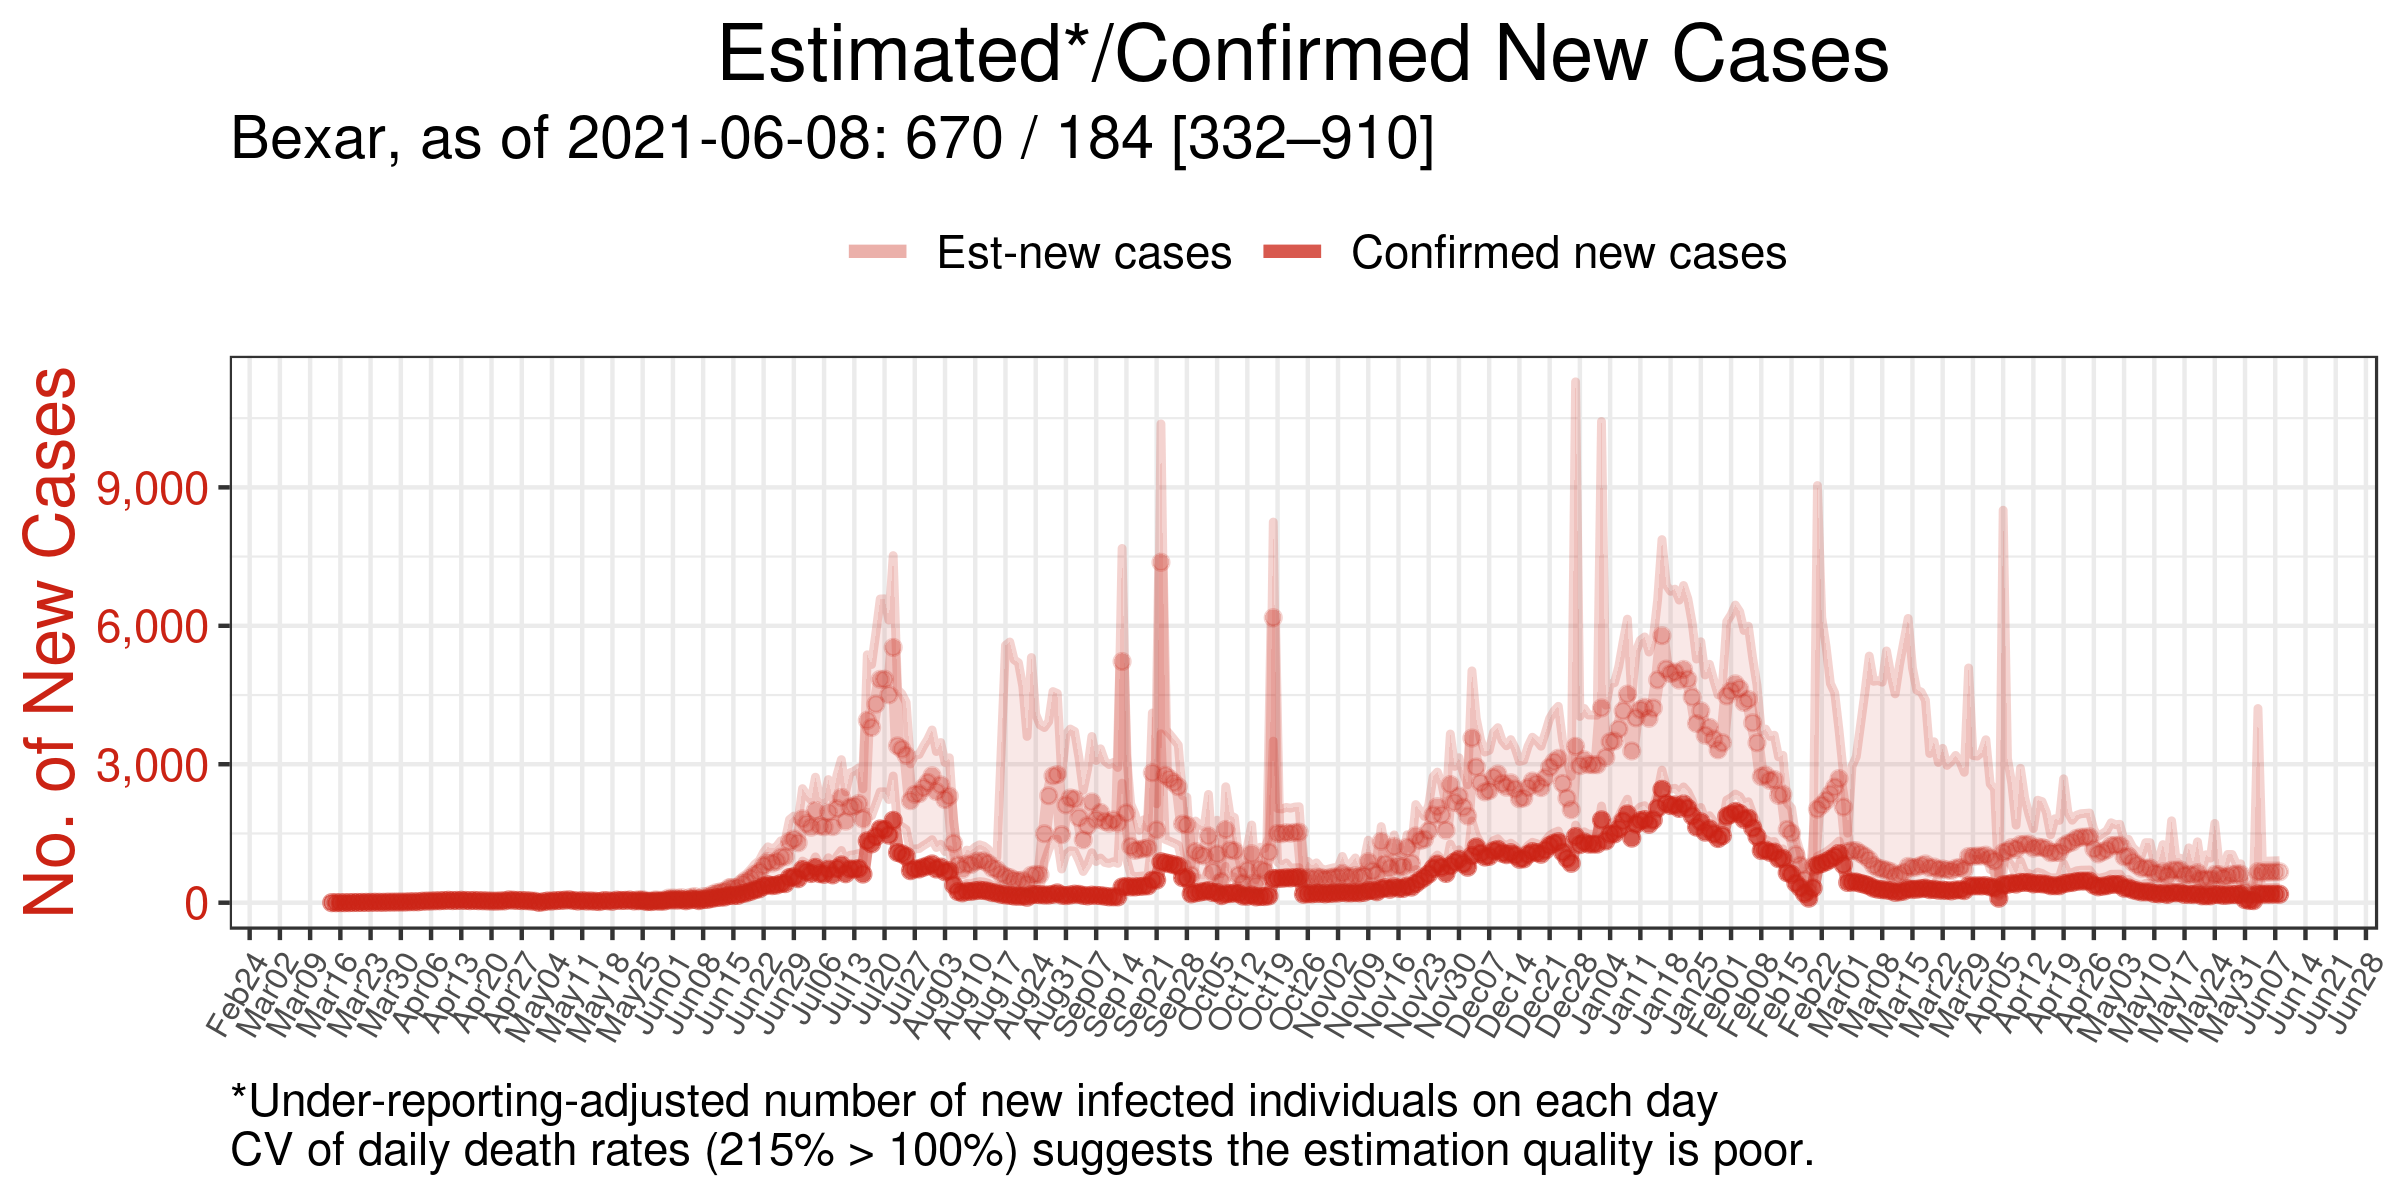 Estimated*/Confirmed New Cases
Bexar, as of 2021-06-08: 670 / 184 [332–910]
Est-new cases Confirmed new cases
No. of New Cases
9,000
6,000
3,000
0
Feb24 Mar02 Mar09 Mar16 Mar23 Mar30 Apr06 Apr13 Apr20 Apr27 May04 May11 May18 May25 Jun01 Jun08 Jun15 Jun22 Jun29 Jul06 Jul13 Jul20 Jul27 Aug03 Aug10 Aug17 Aug24 Aug31 Sep07 Sep14 Sep21 Sep28 Oct05 Oct12 Oct19 Oct26 Nov02 Nov09 Nov16 Nov23 Nov30 Dec07 Dec14 Dec21 Dec28 Jan04 Jan11 Jan18 Jan25 Feb01 Feb08 Feb15 Feb22 Mar01 Mar08 Mar15 Mar22 Mar29 Apr05 Apr12 Apr19 Apr26 May03 May10 May17 May24 May31 Jun07 Jun14 Jun21 Jun28
*Under-reporting-adjusted number of new infected individuals on each day
CV of daily death rates (215% > 100%) suggests the estimation quality is poor.